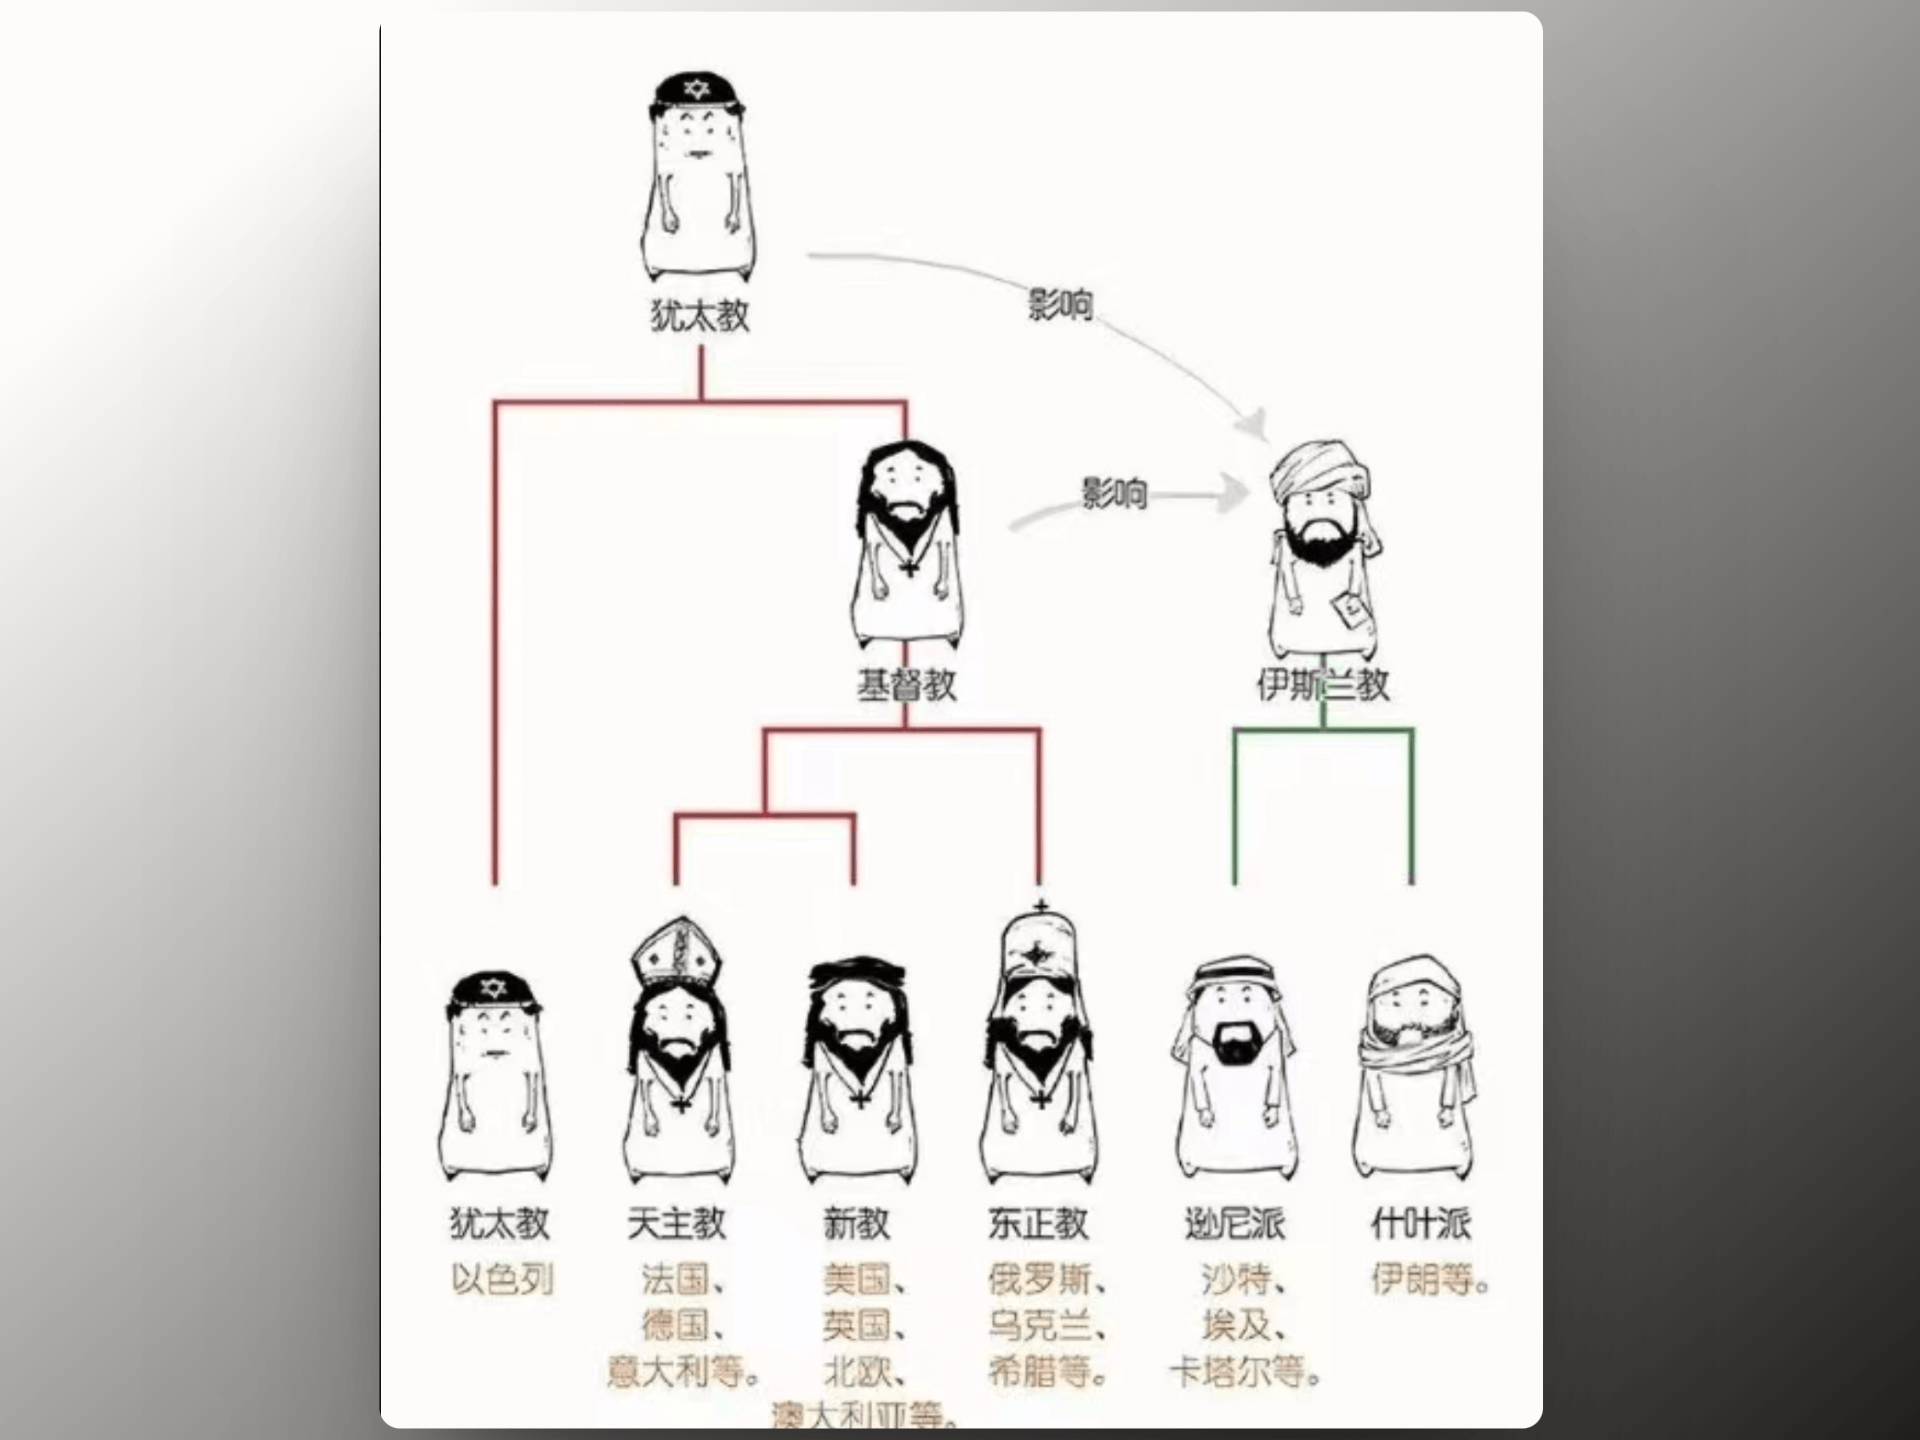 犹太教
影响
影响
基督教
伊斯兰教
犹太教
天主教
新教
东正教
逊尼派
什叶派
以色列
法国、
德国、
意大利等。
美国、
英国、
北欧、
澳大利亚等。
俄罗斯、
乌克兰、
希腊等。
沙特、
埃及、
卡塔尔等。
伊朗等。